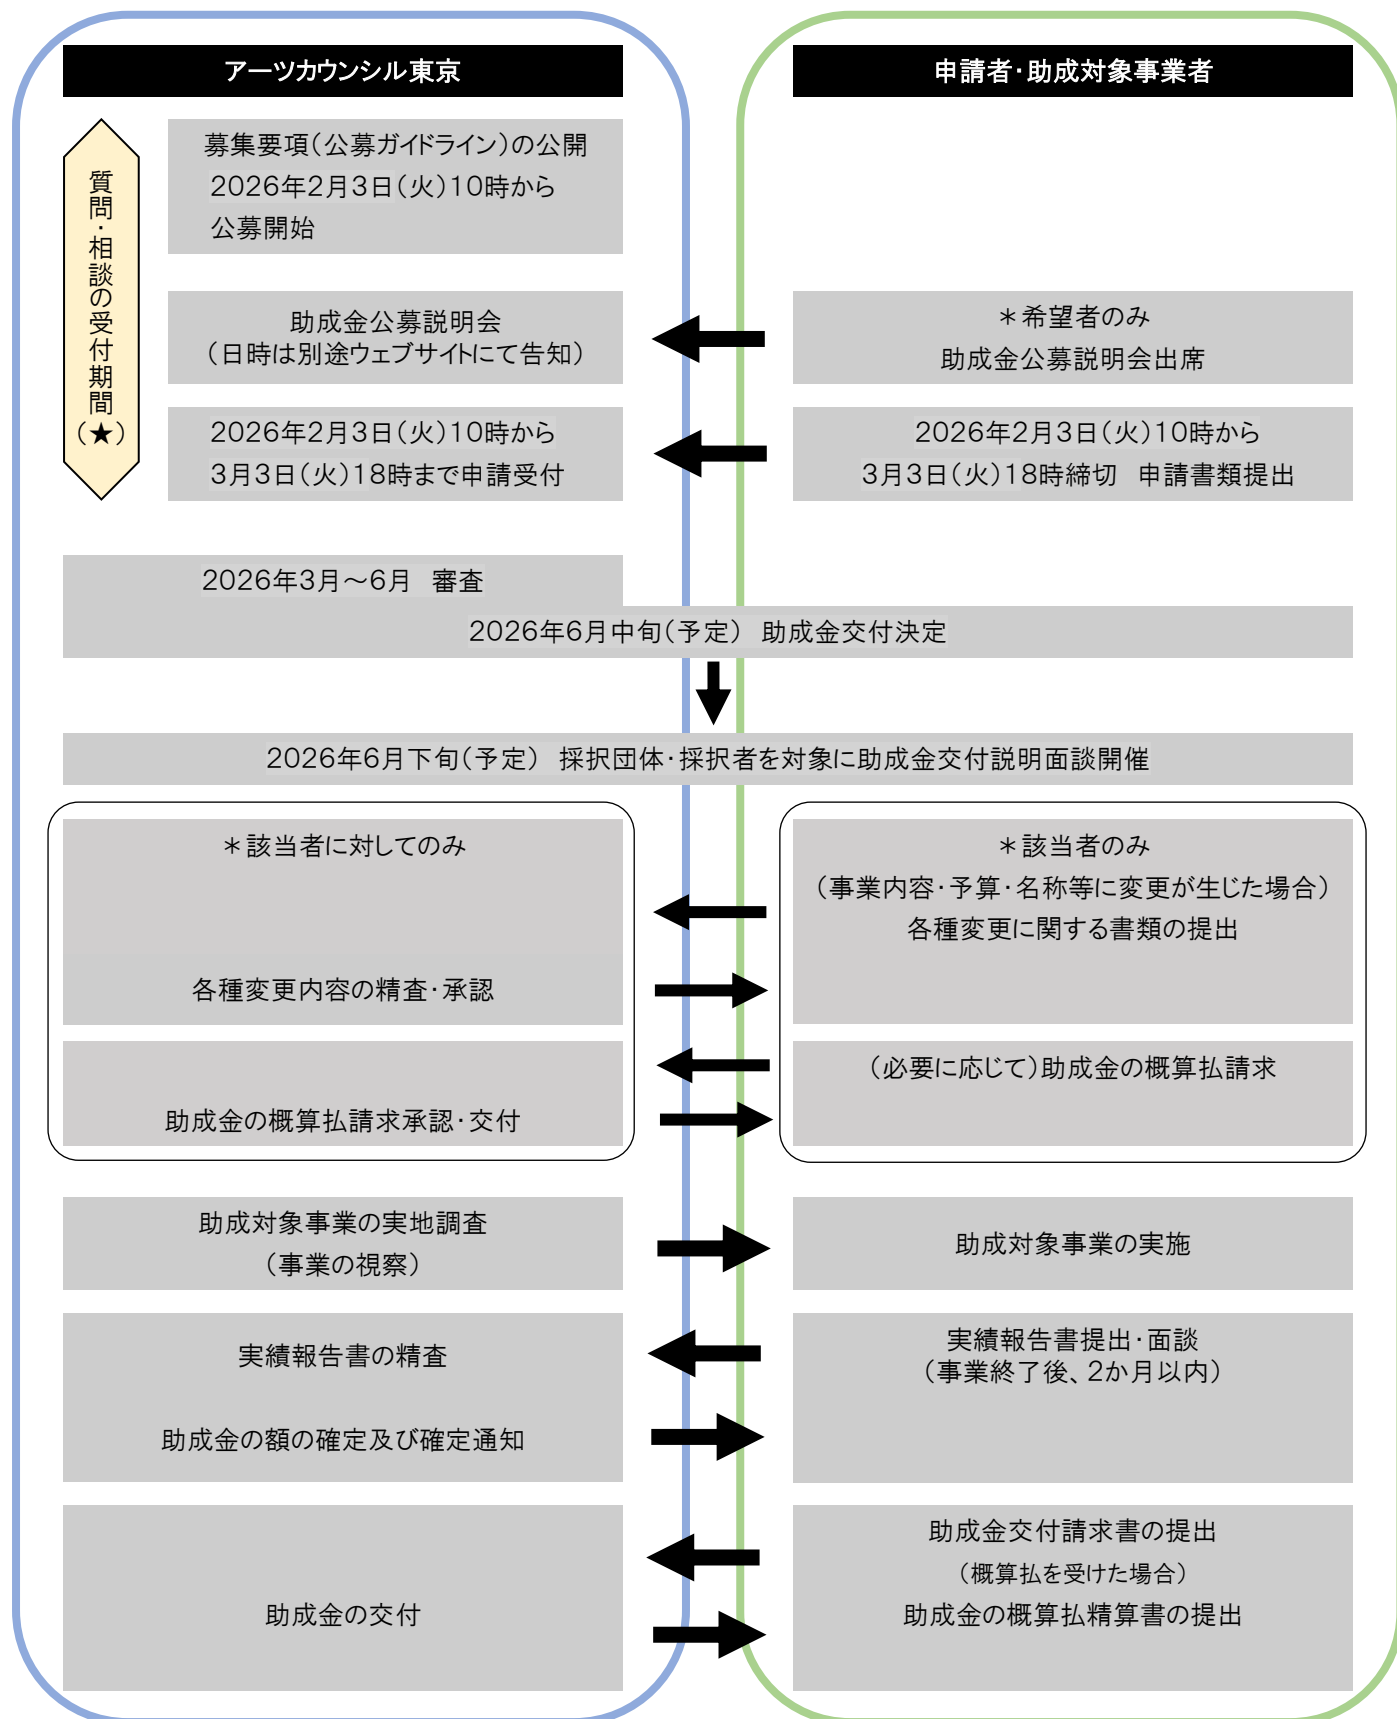 アーツカウンシル東京
申請者・助成対象事業者
質問・相談の受付期間（★）
募集要項（公募ガイドライン）の公開
2026年2月3日（火）10時から
公募開始
助成金公募説明会
（日時は別途ウェブサイトにて告知）
＊希望者のみ
助成金公募説明会出席
2026年2月3日（火）10時から
3月3日（火）18時まで申請受付
2026年2月3日（火）10時から
3月3日（火）18時締切　申請書類提出
2026年3月～6月　審査
2026年6月中旬（予定）　助成金交付決定
2026年6月下旬（予定）　採択団体・採択者を対象に助成金交付説明面談開催
＊該当者に対してのみ
各種変更内容の精査・承認
＊該当者のみ
（事業内容・予算・名称等に変更が生じた場合）
各種変更に関する書類の提出
（必要に応じて）助成金の概算払請求
助成金の概算払請求承認・交付
助成対象事業の実地調査
（事業の視察）
助成対象事業の実施
実績報告書の精査
助成金の額の確定及び確定通知
実績報告書提出・面談
（事業終了後、2か月以内）
助成金の交付
助成金交付請求書の提出
（概算払を受けた場合）
助成金の概算払精算書の提出